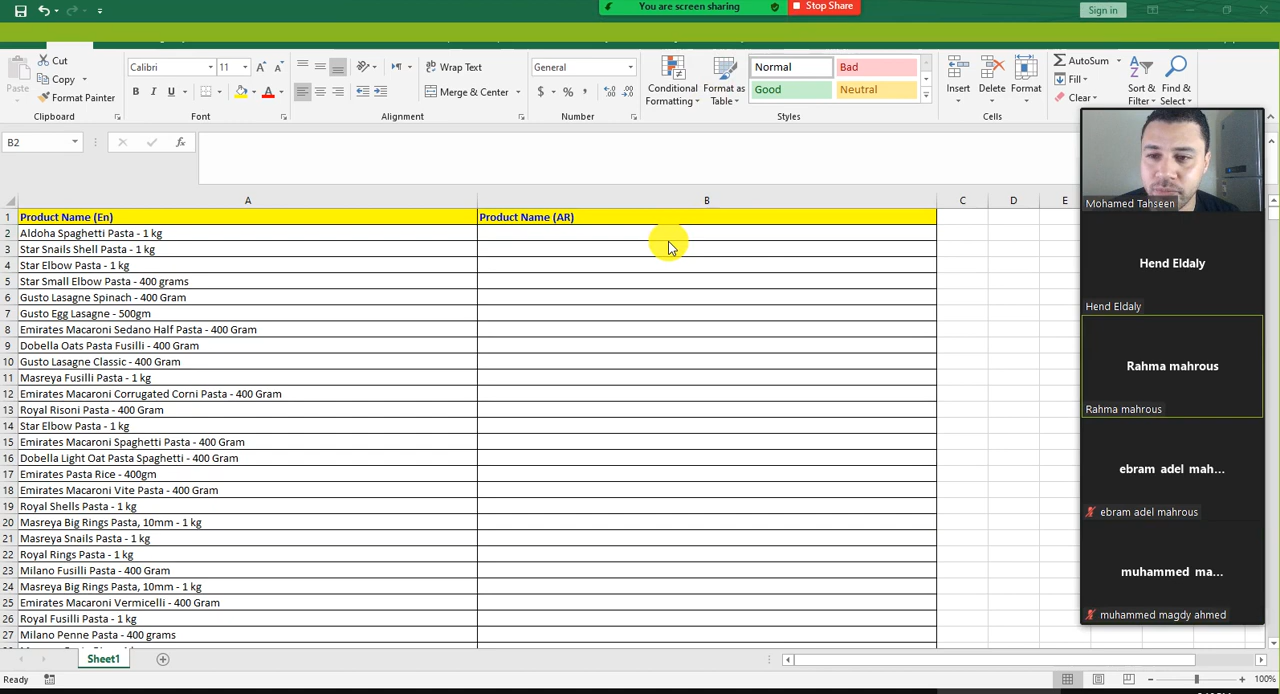 You are screen sharing
Stop Share
Sign in
Cut
Copy
Paste
Format Painter
Clipboard
Calibri
11
B I U
Font
Wrap Text
Merge & Center
Alignment
General
$ % ,
Number
Conditional Formatting
Format as Table
Normal
Bad
Good
Neutral
Styles
Insert
Delete
Format
Cells
AutoSum
Fill
Clear
Sort & Filter
Find & Select
B2
fx
A B C D E
1 Product Name (En) Product Name (AR)
2 Aldoha Spaghetti Pasta - 1 kg
3 Star Snails Shell Pasta - 1 kg
4 Star Elbow Pasta - 1 kg
5 Star Small Elbow Pasta - 400 grams
6 Gusto Lasagne Spinach - 400 Gram
7 Gusto Egg Lasagne - 500gm
8 Emirates Macaroni Sedano Half Pasta - 400 Gram
9 Dobella Oats Pasta Fusilli - 400 Gram
10 Gusto Lasagne Classic - 400 Gram
11 Masreya Fusilli Pasta - 1 kg
12 Emirates Macaroni Corrugated Corni Pasta - 400 Gram
13 Royal Risoni Pasta - 400 Gram
14 Star Elbow Pasta - 1 kg
15 Emirates Macaroni Spaghetti Pasta - 400 Gram
16 Dobella Light Oat Pasta Spaghetti - 400 Gram
17 Emirates Pasta Rice - 400gm
18 Emirates Macaroni Vite Pasta - 400 Gram
19 Royal Shells Pasta - 1 kg
20 Masreya Big Rings Pasta, 10mm - 1 kg
21 Masreya Snails Pasta - 1 kg
22 Royal Rings Pasta - 1 kg
23 Milano Fusilli Pasta - 400 Gram
24 Masreya Big Rings Pasta, 10mm - 1 kg
25 Emirates Macaroni Vermicelli - 400 Gram
26 Royal Fusilli Pasta - 1 kg
27 Milano Penne Pasta - 400 grams
Mohamed Tahseen
Hend Eldaly
Hend Eldaly
Rahma mahrous
Rahma mahrous
ebram adel mah...
ebram adel mahrous
muhammed ma...
muhammed magdy ahmed
Sheet1
Ready
100%